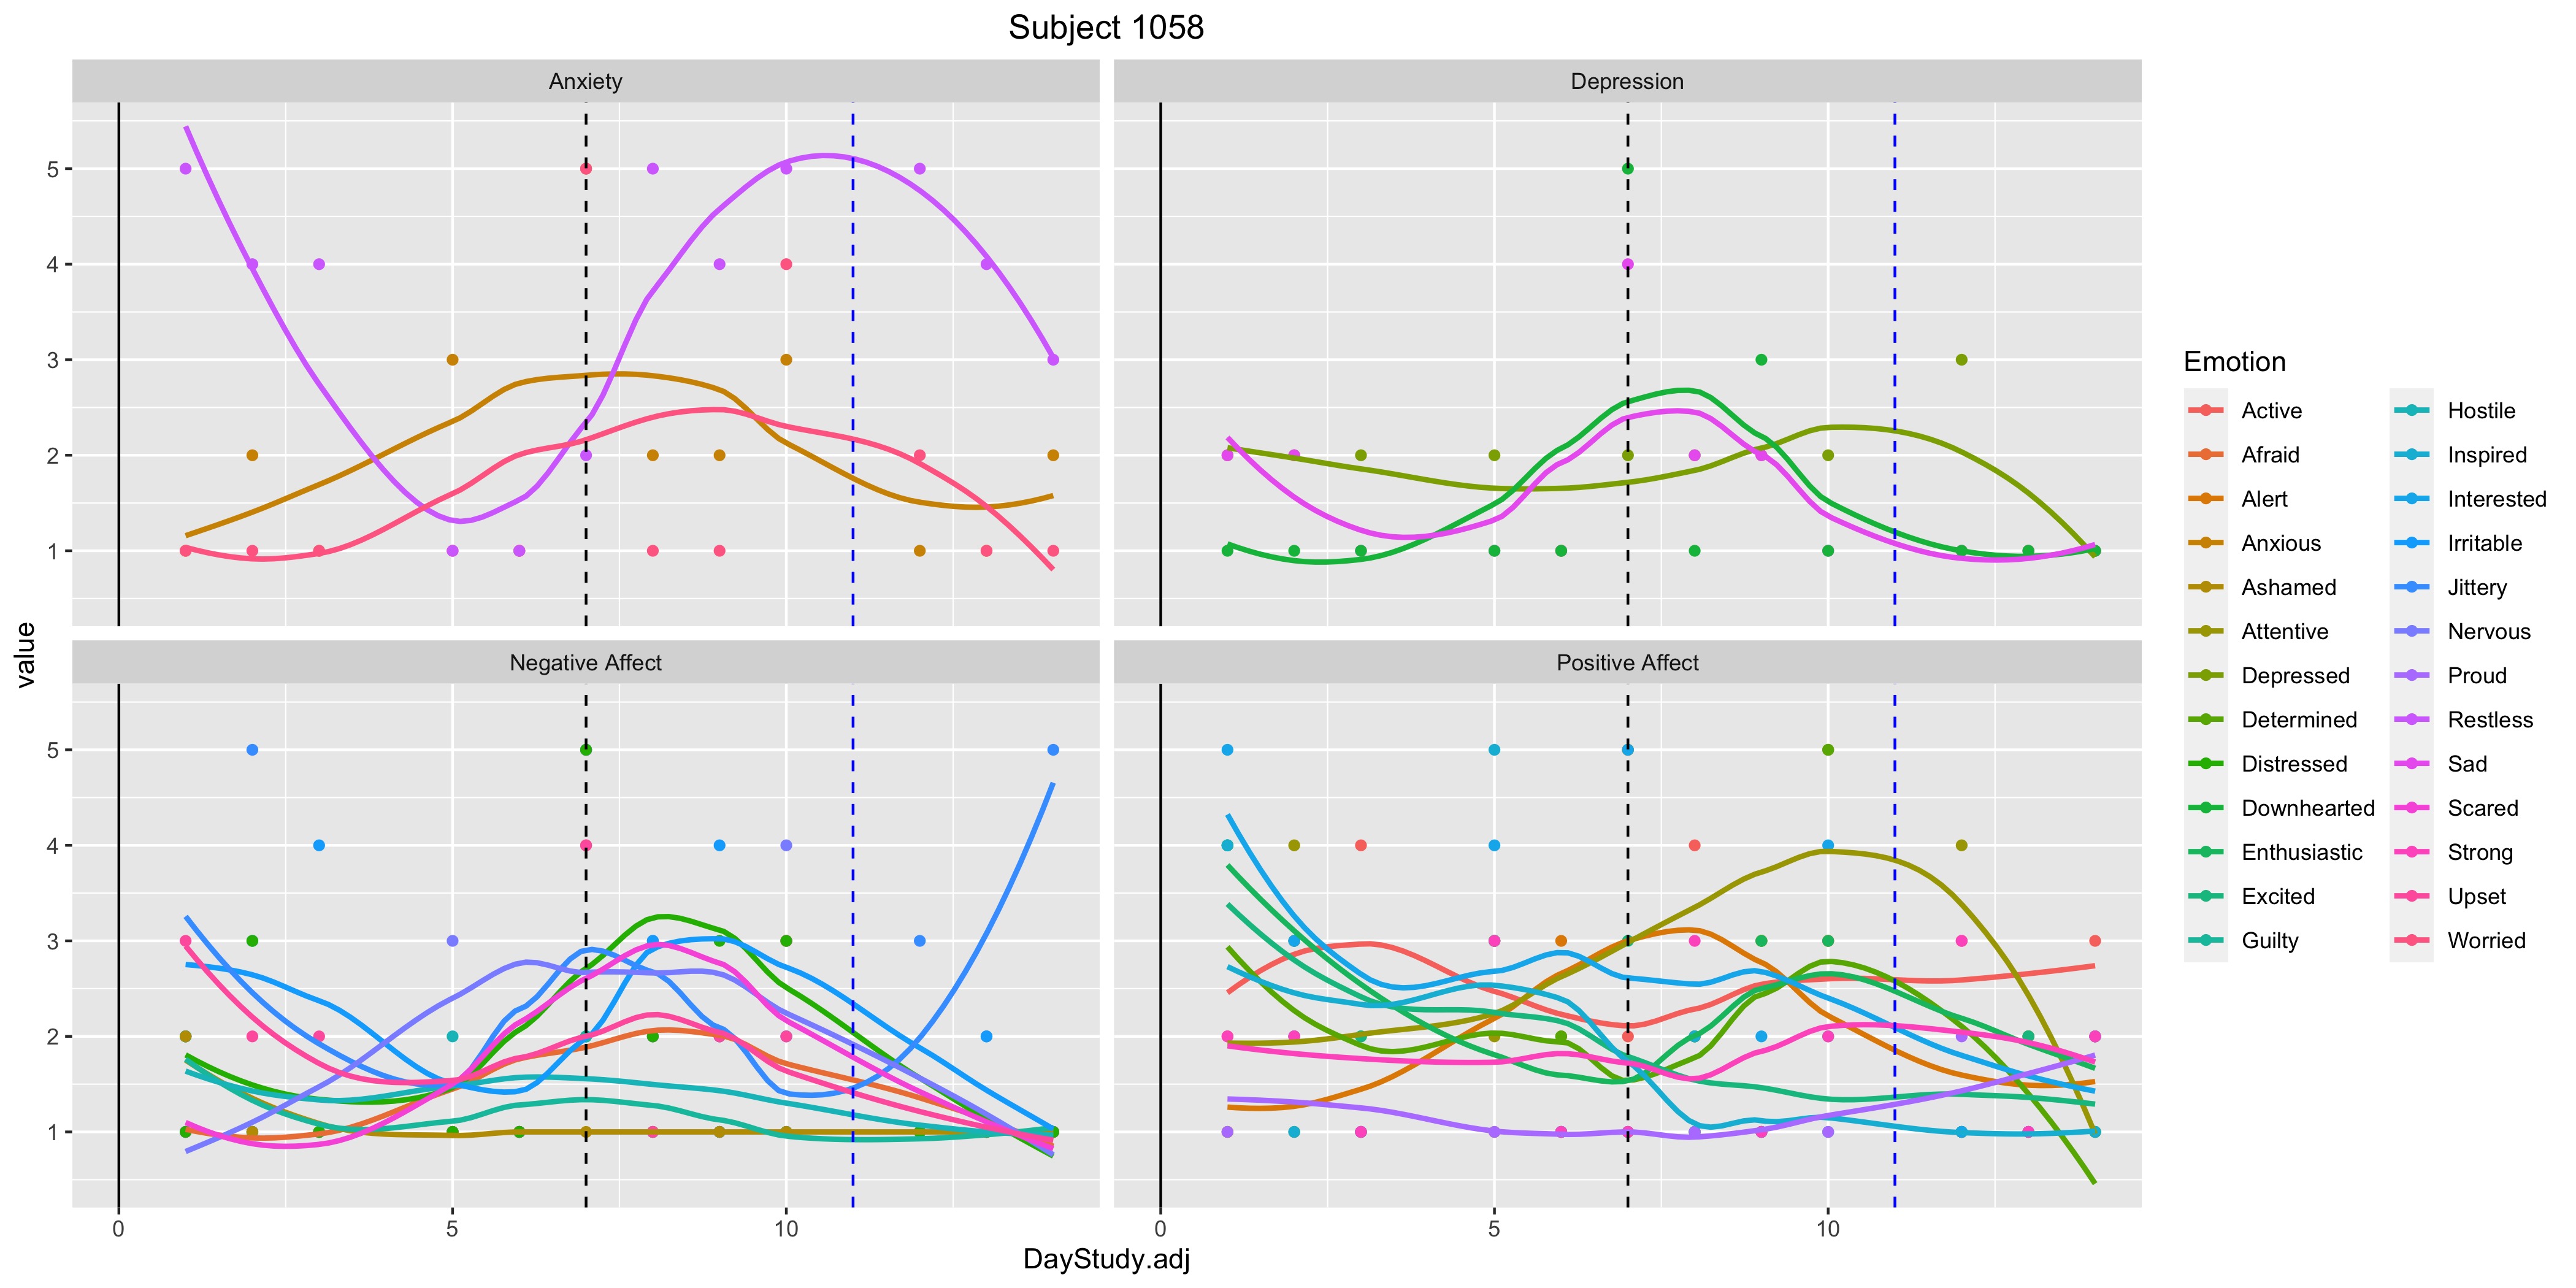 Subject 1058
Anxiety
Depression
5
4
3
2
1
Negative Affect
Positive Affect
5
4
3
2
1
0
5
10
0
5
10
DayStudy.adj
value
Emotion
Active
Afraid
Alert
Anxious
Ashamed
Attentive
Depressed
Determined
Distressed
Downhearted
Enthusiastic
Excited
Guilty
Hostile
Inspired
Interested
Irritable
Jittery
Nervous
Proud
Restless
Sad
Scared
Strong
Upset
Worried